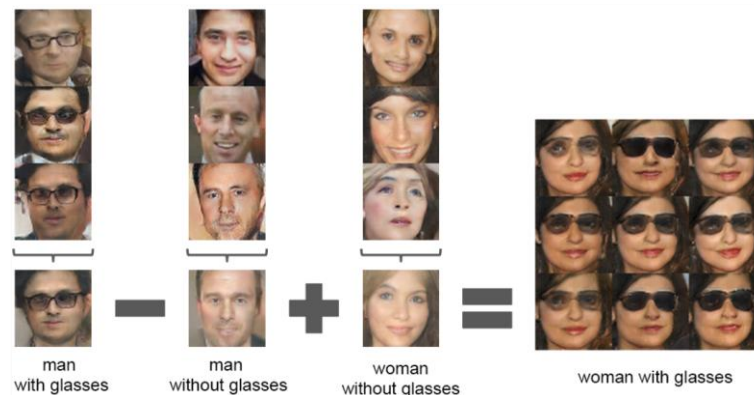 man
with glasses
man
without glasses
woman
without glasses
woman with glasses